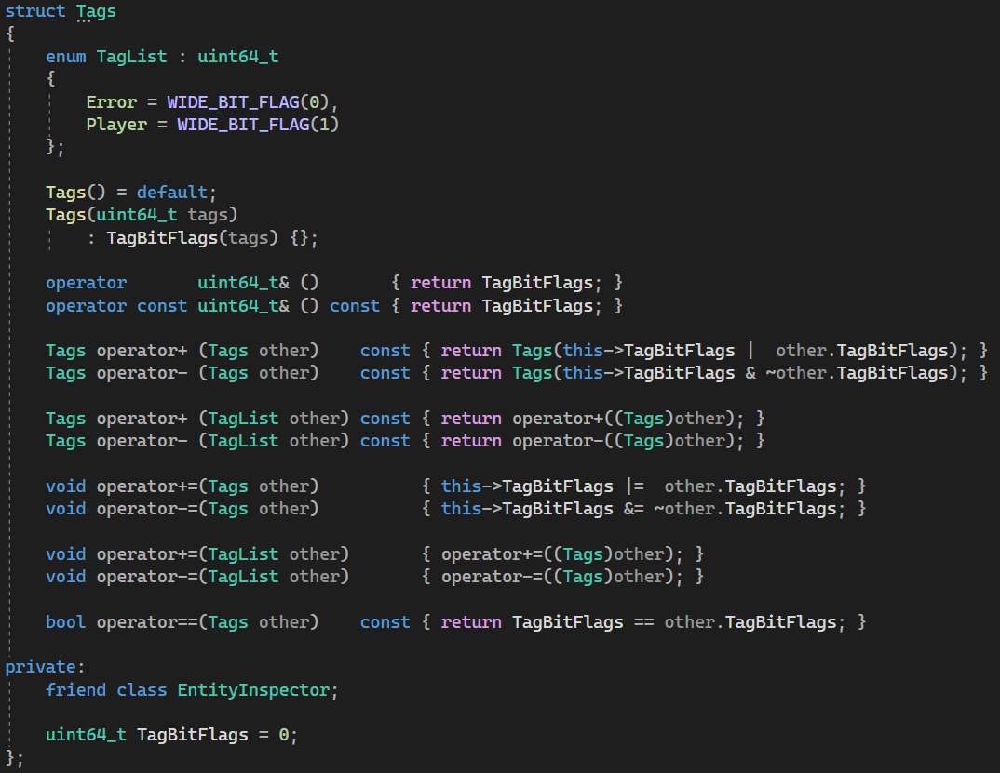 struct Tags
{
    enum TagList : uint64_t
    {
        Error = WIDE_BIT_FLAG(0),
        Player = WIDE_BIT_FLAG(1)
    };

    Tags() = default;
    Tags(uint64_t tags)
        : TagBitFlags(tags) {};

    operator       uint64_t& ()       { return TagBitFlags; }
    operator const uint64_t& () const { return TagBitFlags; }

    Tags operator+ (Tags other)    const { return Tags(this->TagBitFlags |  other.TagBitFlags); }
    Tags operator- (Tags other)    const { return Tags(this->TagBitFlags & ~other.TagBitFlags); }

    Tags operator+ (TagList other) const { return operator+((Tags)other); }
    Tags operator- (TagList other) const { return operator-((Tags)other); }

    void operator+=(Tags other)          { this->TagBitFlags |=  other.TagBitFlags; }
    void operator-=(Tags other)          { this->TagBitFlags &= ~other.TagBitFlags; }

    void operator+=(TagList other)       { operator+=((Tags)other); }
    void operator-=(TagList other)       { operator-=((Tags)other); }

    bool operator==(Tags other)    const { return TagBitFlags == other.TagBitFlags; }

private:
    friend class EntityInspector;

    uint64_t TagBitFlags = 0;
};